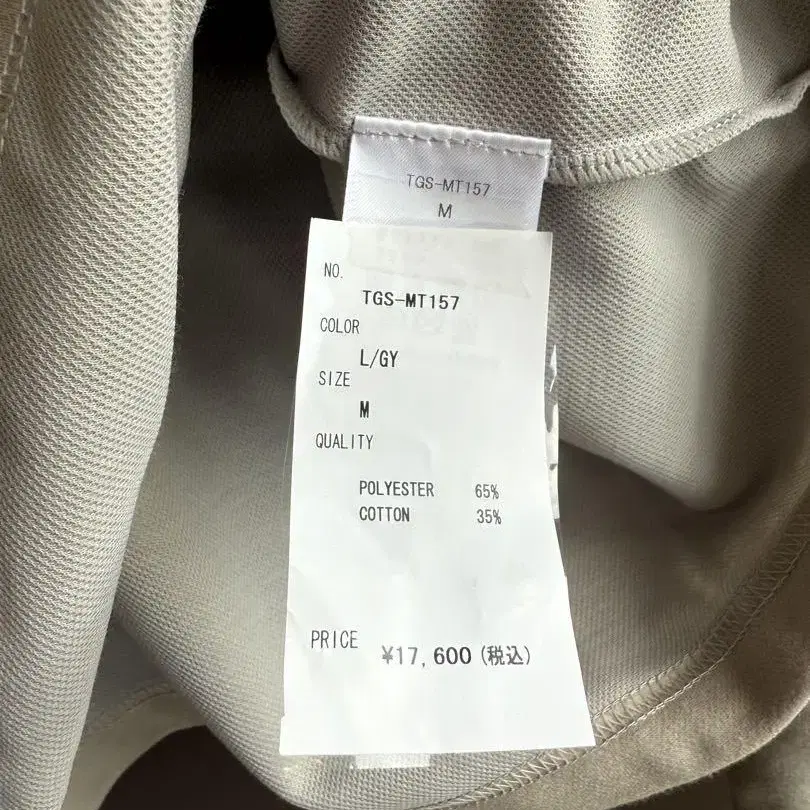 TGS-MT157
M
NO.
TGS-MT157
COLOR
L/GY
SIZE
M
QUALITY
POLYESTER 65%
COTTON 35%
PRICE ¥17,600(税込)